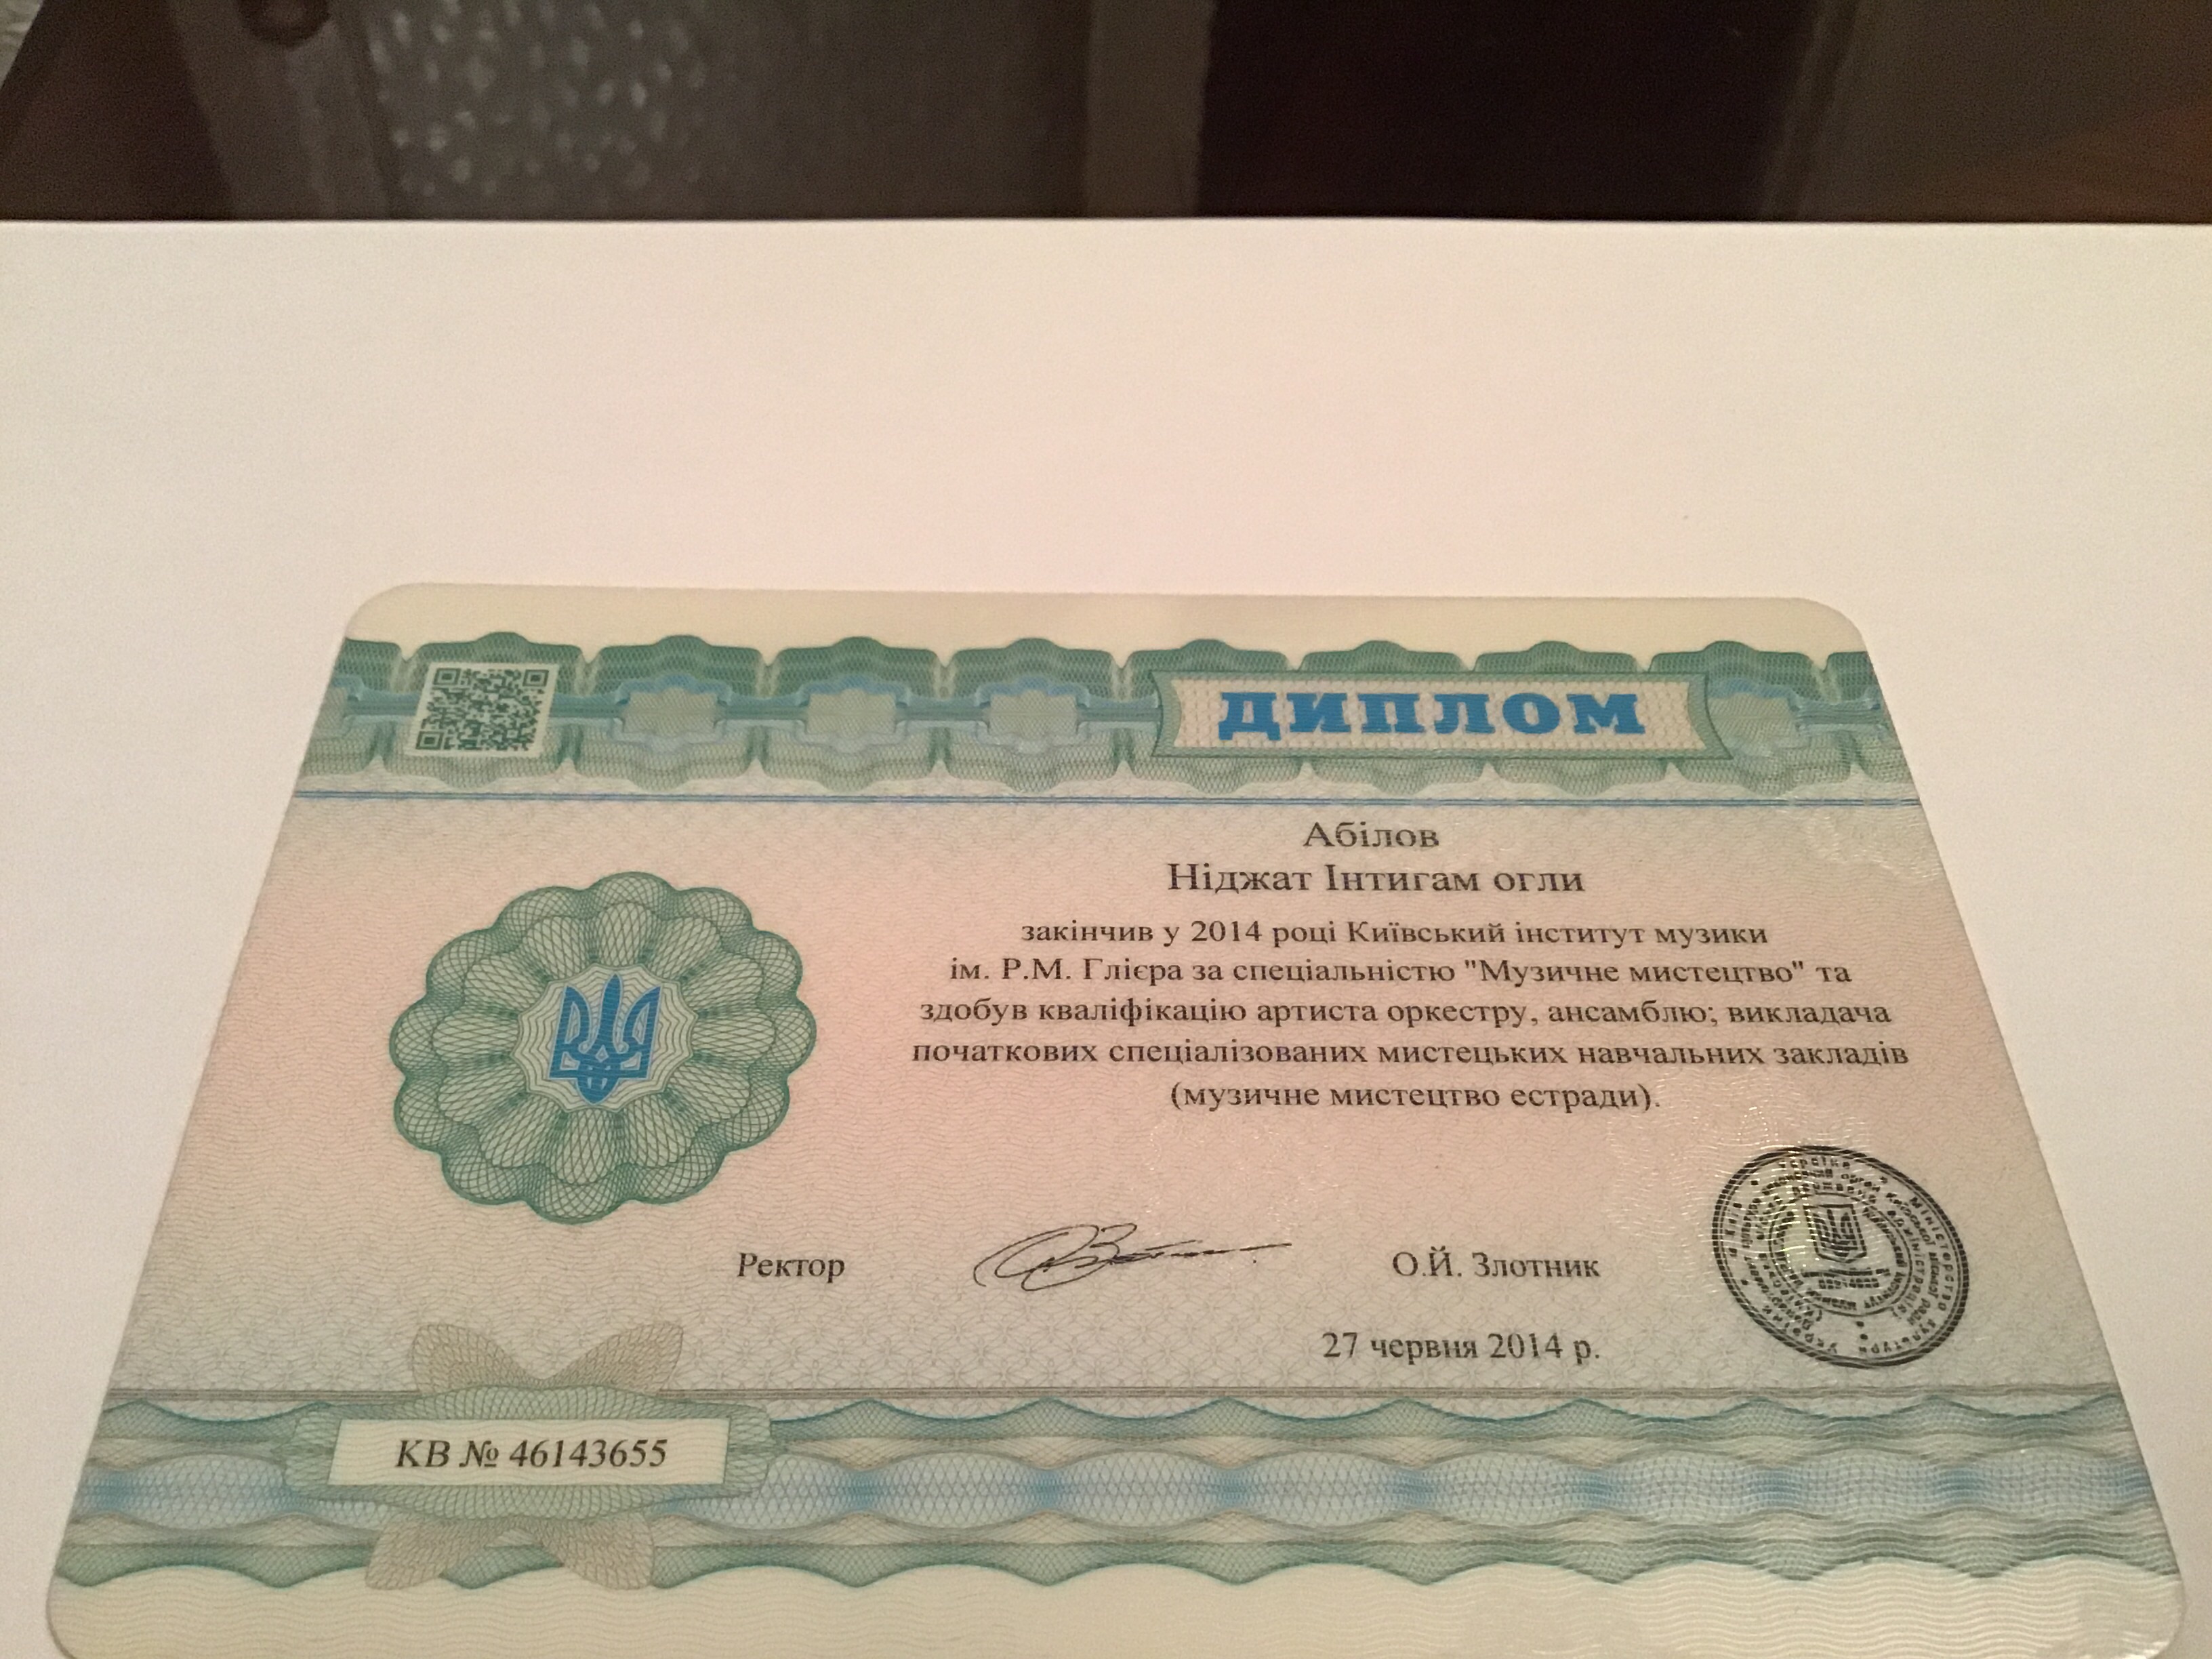 ДИПЛОМ
Абілов
Ніджат Інтигам огли
закінчив у 2014 році Київський інститут музики
ім. Р.М. Глієра за спеціальністю "Музичне мистецтво" та
здобув кваліфікацію артиста оркестру, ансамблю; викладача
початкових спеціалізованих мистецьких навчальних закладів
(музичне мистецтво естради).
Ректор О.Й. Злотник
27 червня 2014 р.
КВ № 46143655